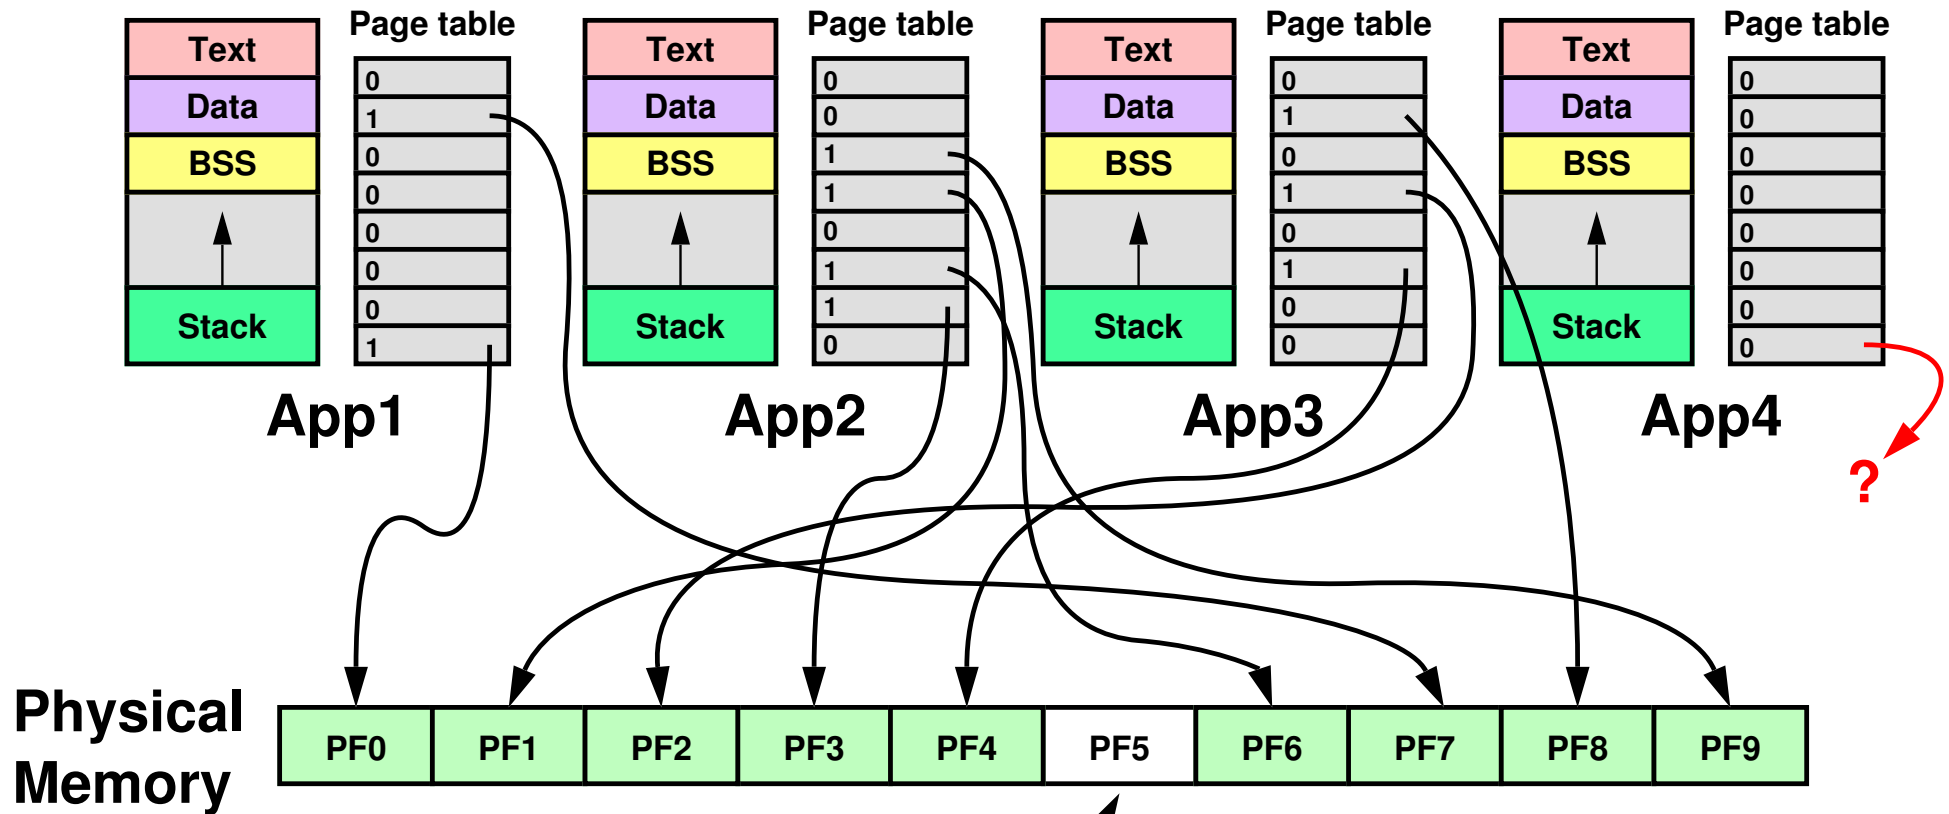 Page table
Page table
Page table
Page table
Text
Data
BSS
Stack
0
1
0
0
0
0
0
1
App1
Text
Data
BSS
Stack
0
0
1
1
0
1
1
0
App2
Text
Data
BSS
Stack
0
1
0
1
0
1
0
0
App3
Text
Data
BSS
Stack
0
0
0
0
0
0
0
0
App4
?
Physical
Memory
PF0 PF1 PF2 PF3 PF4 PF5 PF6 PF7 PF8 PF9